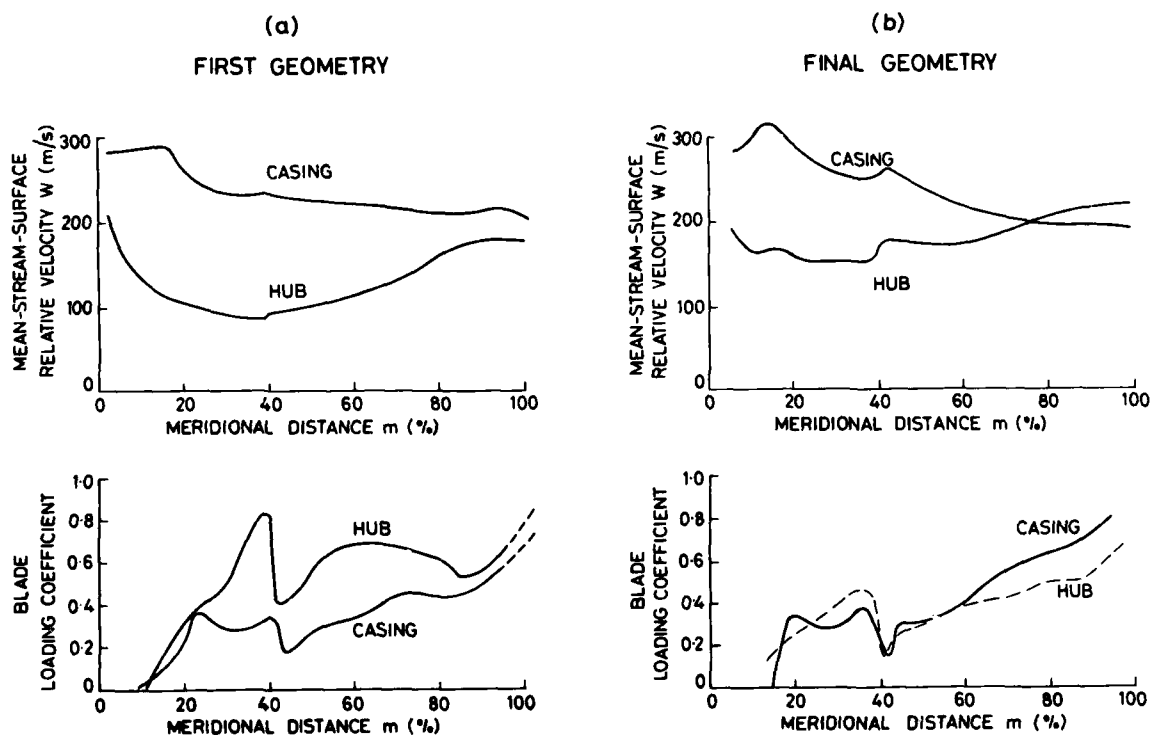 (a)
FIRST GEOMETRY
MEAN-STREAM-SURFACE
RELATIVE VELOCITY W (m/s)
300
200
100
0
CASING
HUB
0 20 40 60 80 100
MERIDIONAL DISTANCE m (%)
(b)
FINAL GEOMETRY
MEAN-STREAM-SURFACE
RELATIVE VELOCITY W (m/s)
300
200
100
0
CASING
HUB
0 20 40 60 80 100
MERIDIONAL DISTANCE m (%)
BLADE
LOADING COEFFICIENT
1·0
0·8
0·6
0·4
0·2
0
HUB
CASING
0 20 40 60 80 100
MERIDIONAL DISTANCE m (%)
BLADE
LOADING COEFFICIENT
1·0
0·8
0·6
0·4
0·2
0
CASING
HUB
0 20 40 60 80 100
MERIDIONAL DISTANCE m (%)